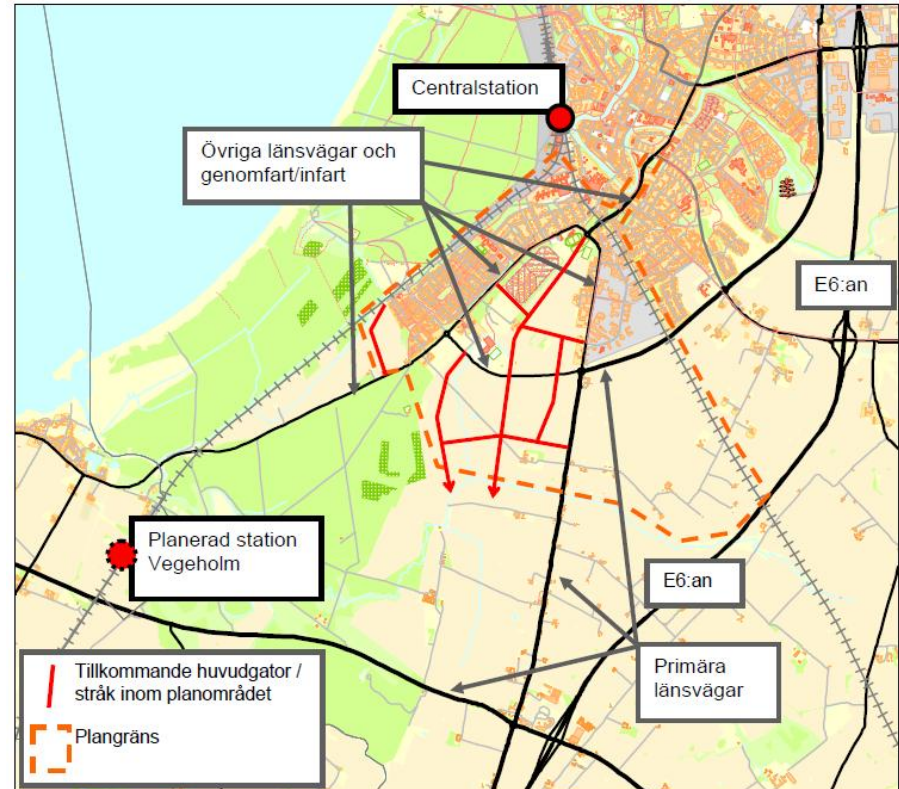 Centralstation
Övriga länsvägar och
genomfart/infart
E6:an
Planerad station
Vegeholm
E6:an
Primära
länsvägar
Tillkommande huvudgator /
stråk inom planområdet
Plangräns